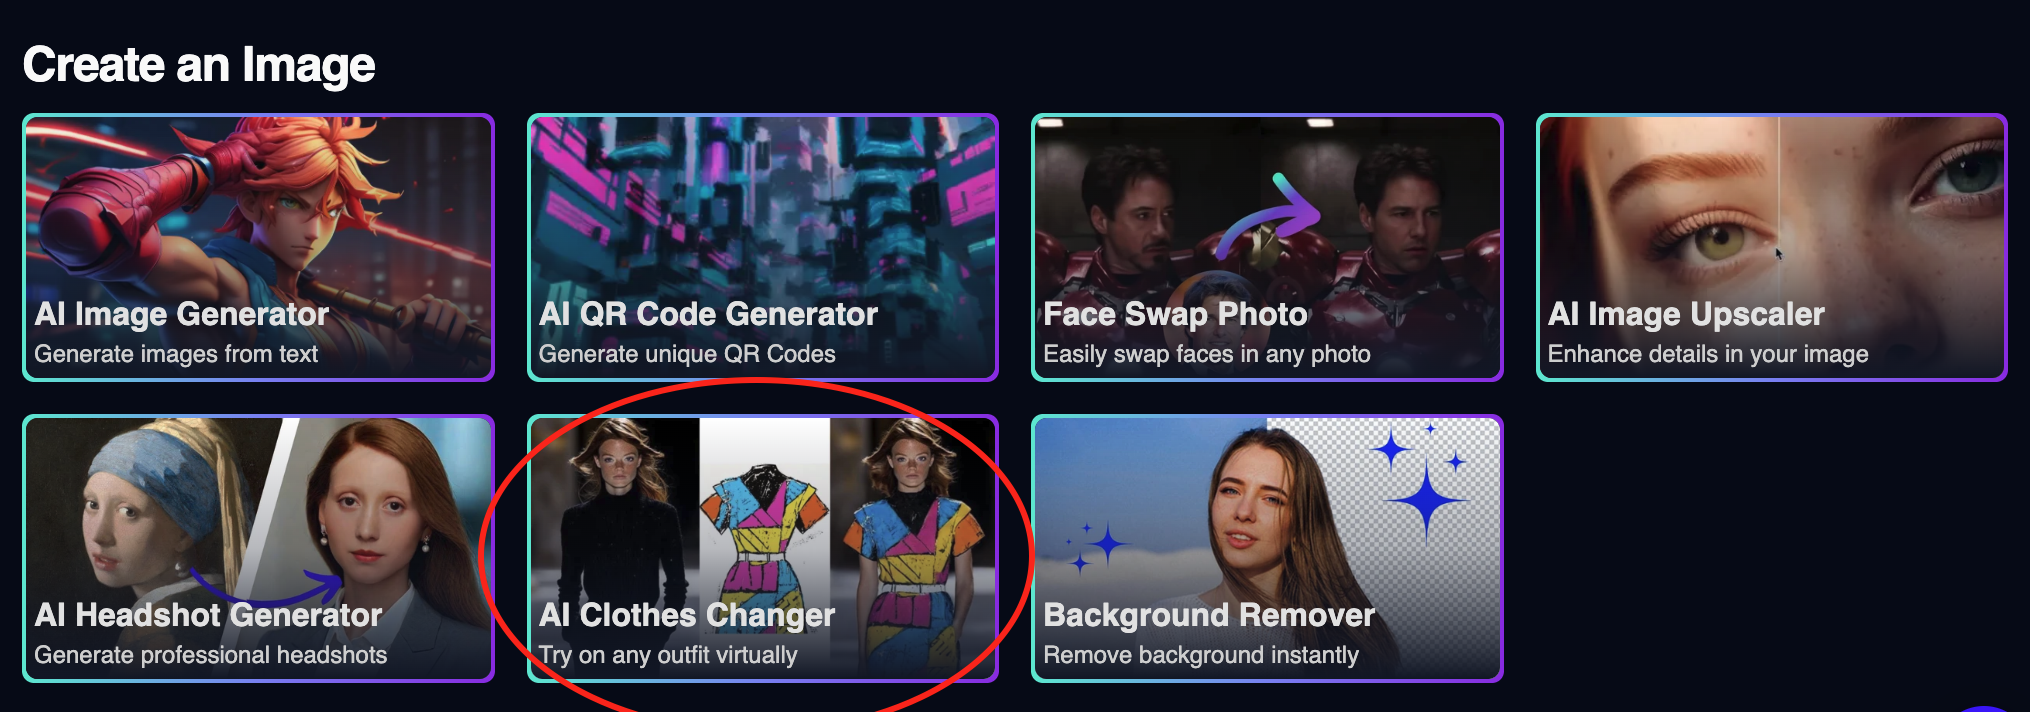 Create an Image
AI Image Generator
Generate images from text
AI QR Code Generator
Generate unique QR Codes
Face Swap Photo
Easily swap faces in any photo
AI Image Upscaler
Enhance details in your image
AI Headshot Generator
Generate professional headshots
AI Clothes Changer
Try on any outfit virtually
Background Remover
Remove background instantly